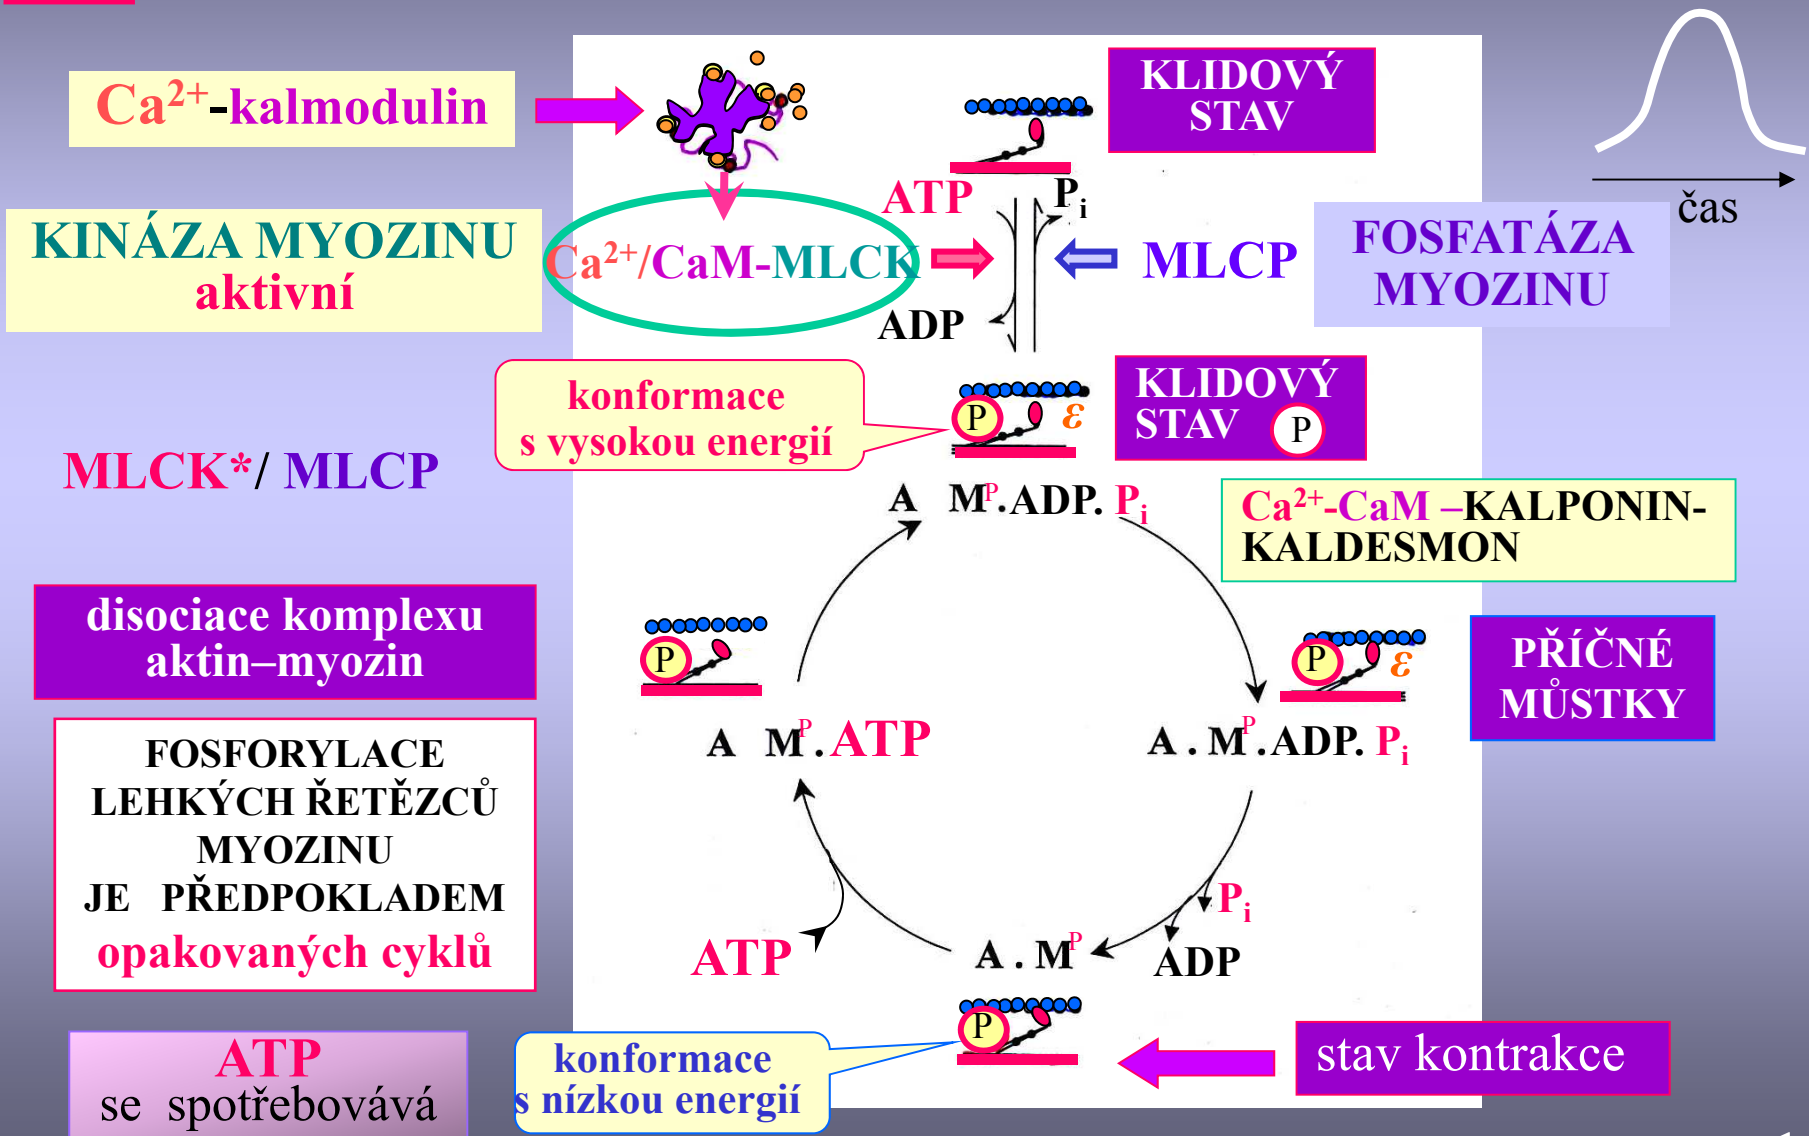 Ca²⁺-kalmodulin
KLIDOVÝ
STAV
čas
KINÁZA MYOZINU
aktivní
Ca²⁺/CaM-MLCK
ATP
Pᵢ
ADP
MLCP
FOSFATÁZA
MYOZINU
konformace
s vysokou energií
P
ε
KLIDOVÝ
STAV P
MLCK*/ MLCP
A Mᴾ.ADP. Pᵢ
Ca²⁺-CaM –KALPONIN-
KALDESMON
disociace komplexu
aktin–myozin
P
P
ε
PŘÍČNÉ
MŮSTKY
A Mᴾ.ATP
A . Mᴾ.ADP. Pᵢ
FOSFORYLACE
LEHKÝCH ŘETĚZCŮ
MYOZINU
JE PŘEDPOKLADEM
opakovaných cyklů
ATP
A . Mᴾ
Pᵢ
ADP
P
ATP
se spotřebovává
konformace
s nízkou energií
stav kontrakce